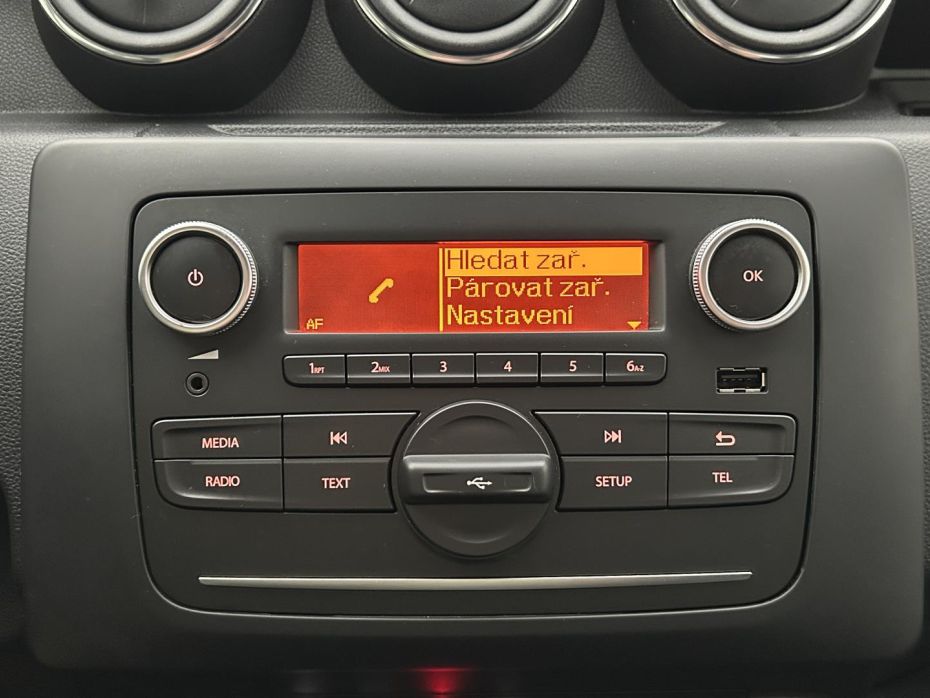 Hledat zař.
Párovat zař.
Nastavení
AF
OK
1RPT 2MIX 3 4 5 6A-Z
MEDIA
RADIO TEXT SETUP TEL